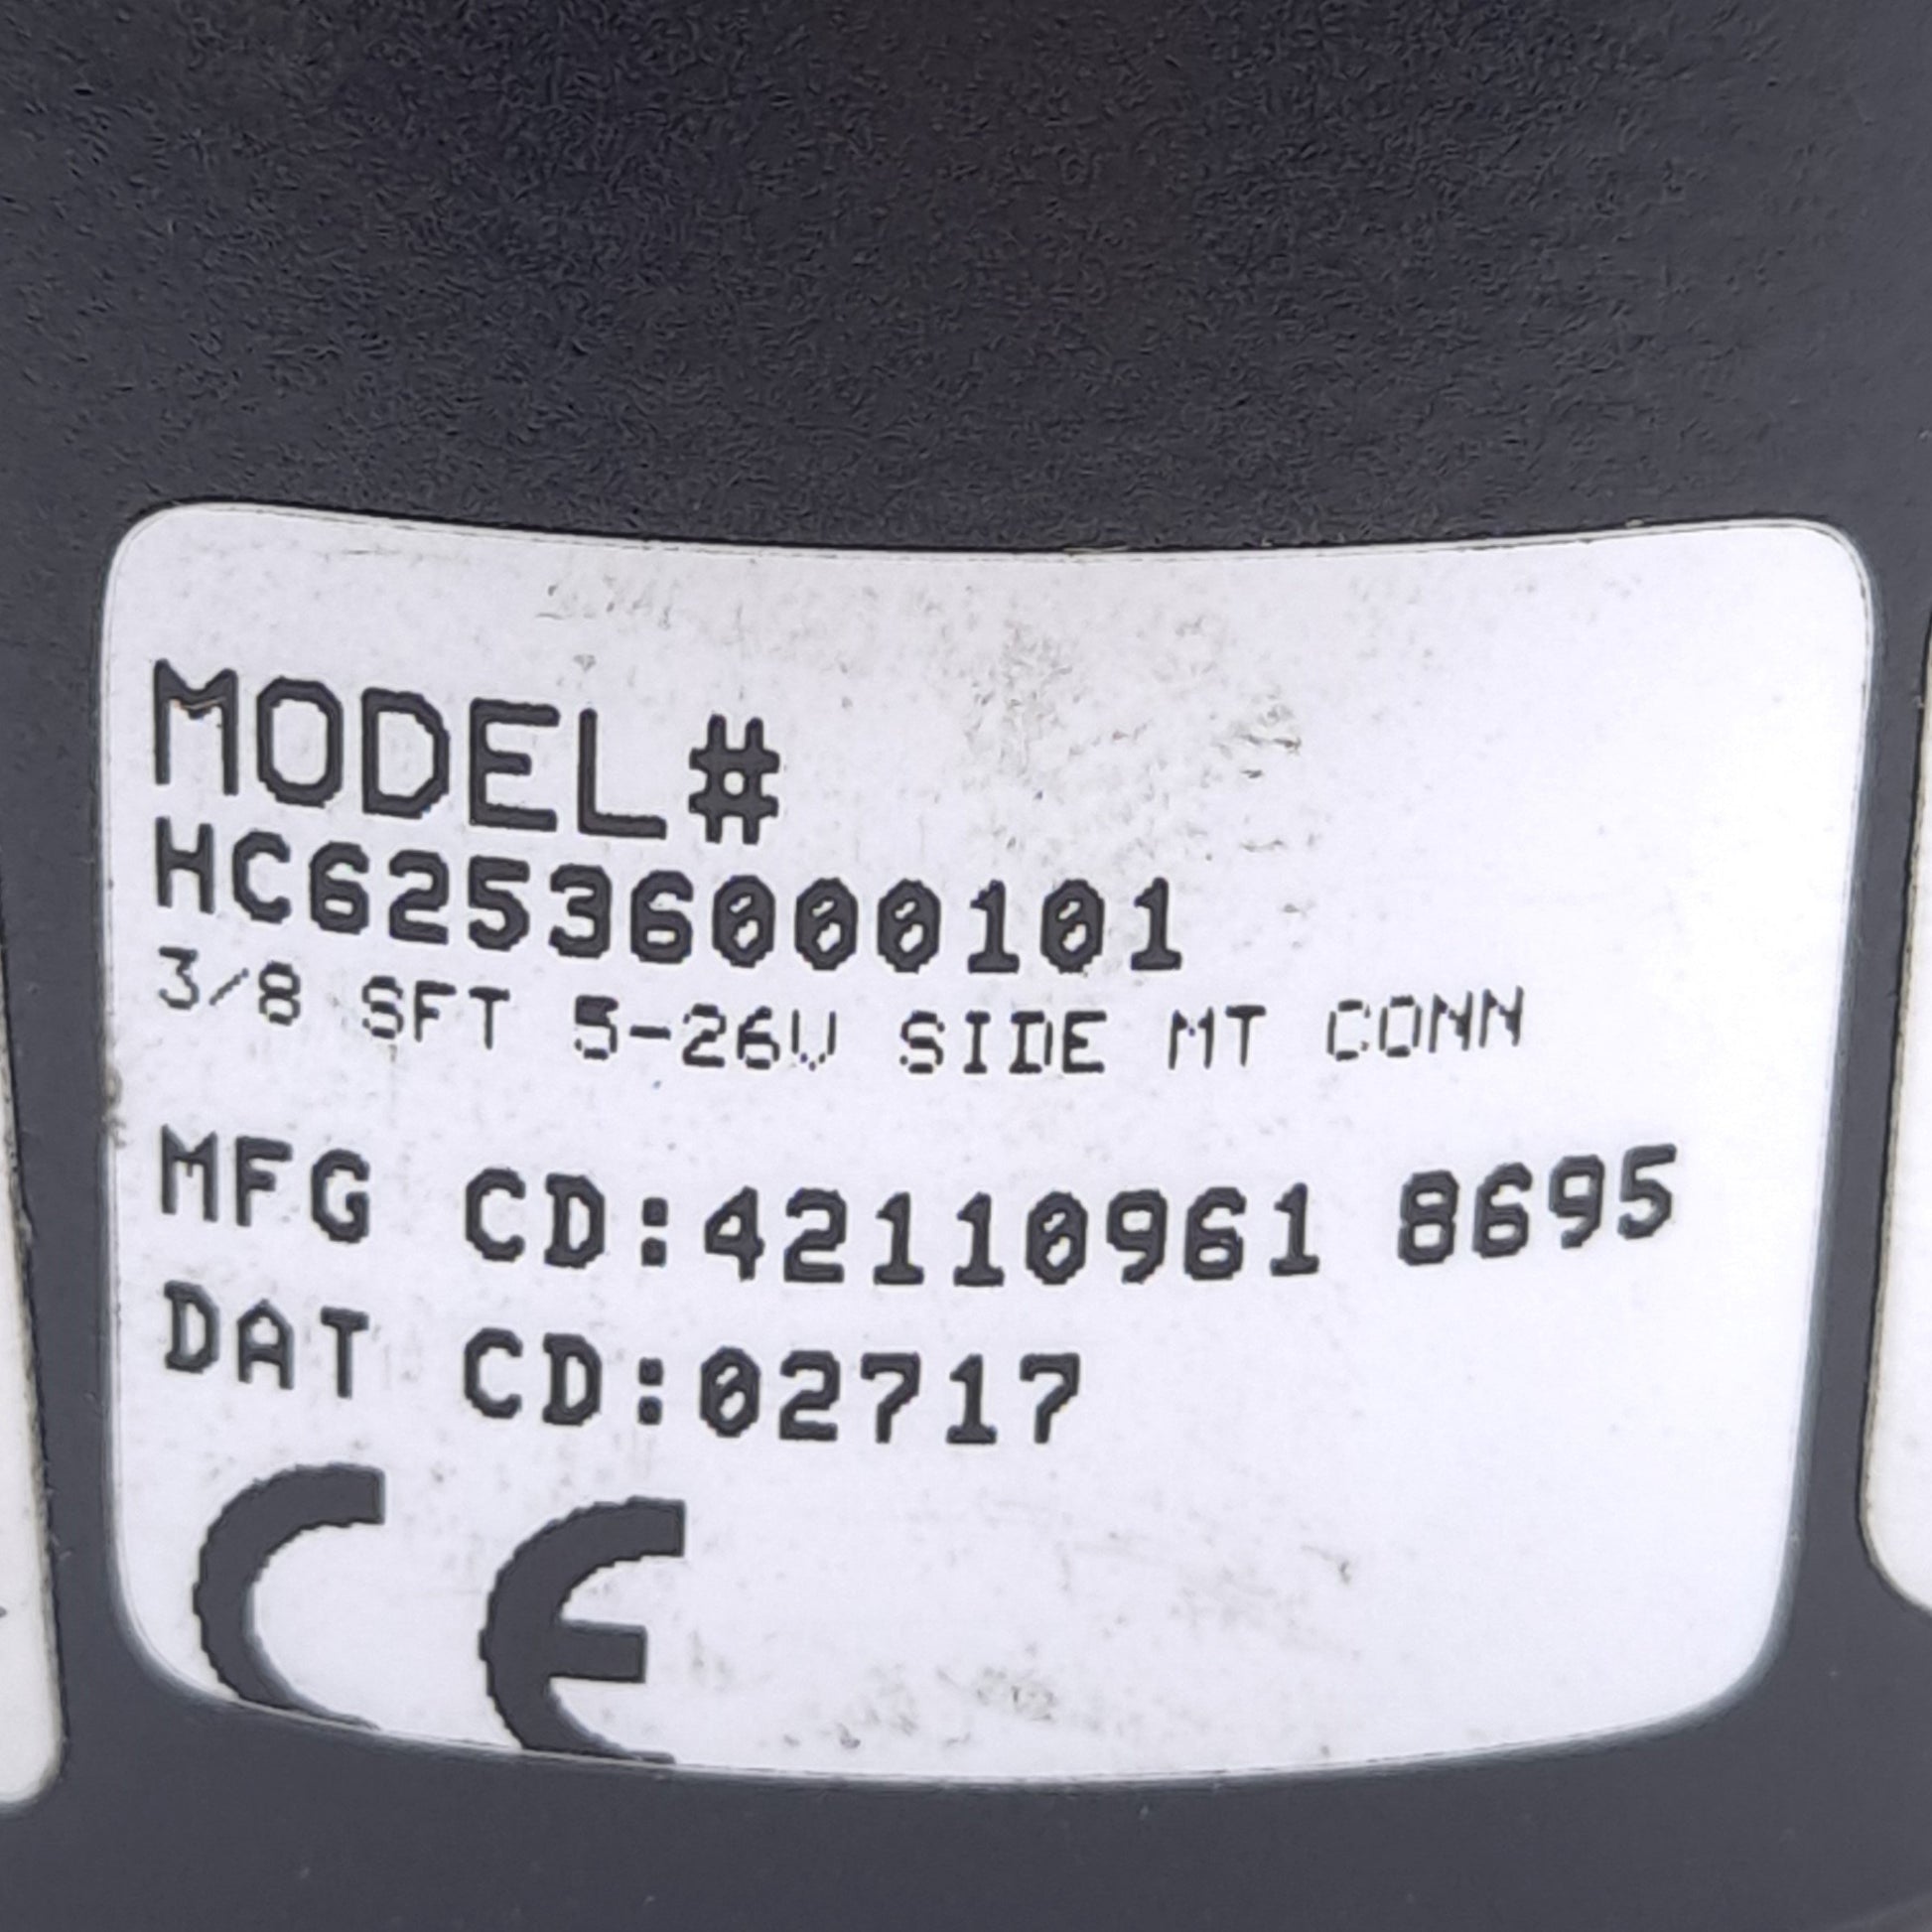 MODEL#
HC62536000101
3/8 SFT 5-26V SIDE MT CONN
MFG CD:42110961 8695
DAT CD:02717
CE